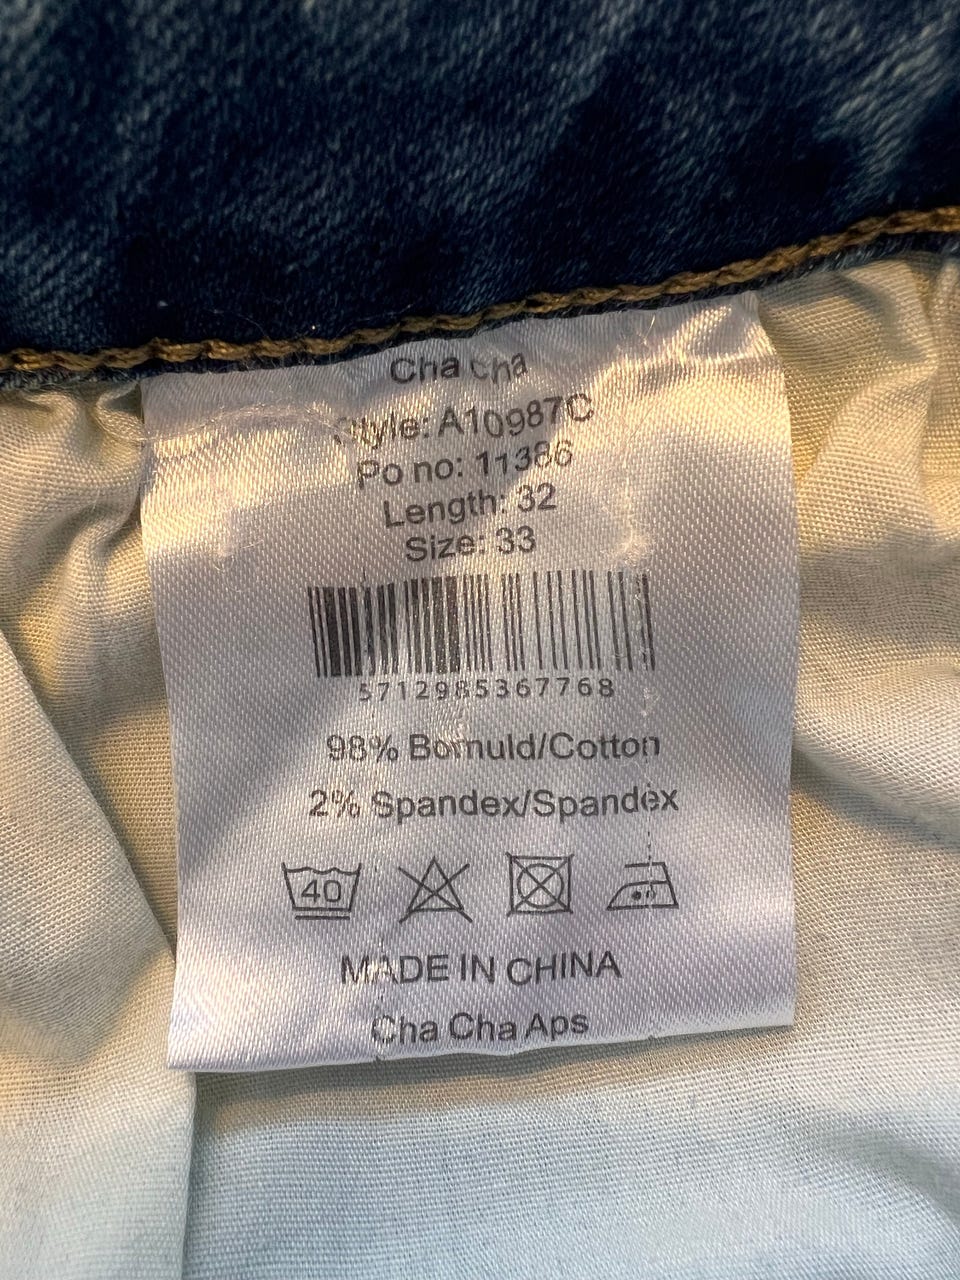 Cha cha
Style: A10987C
Po no: 11386
Length: 32
Size: 33
5712985367768
98% Bomuld/Cotton
2% Spandex/Spandex
40
MADE IN CHINA
Cha Cha Aps